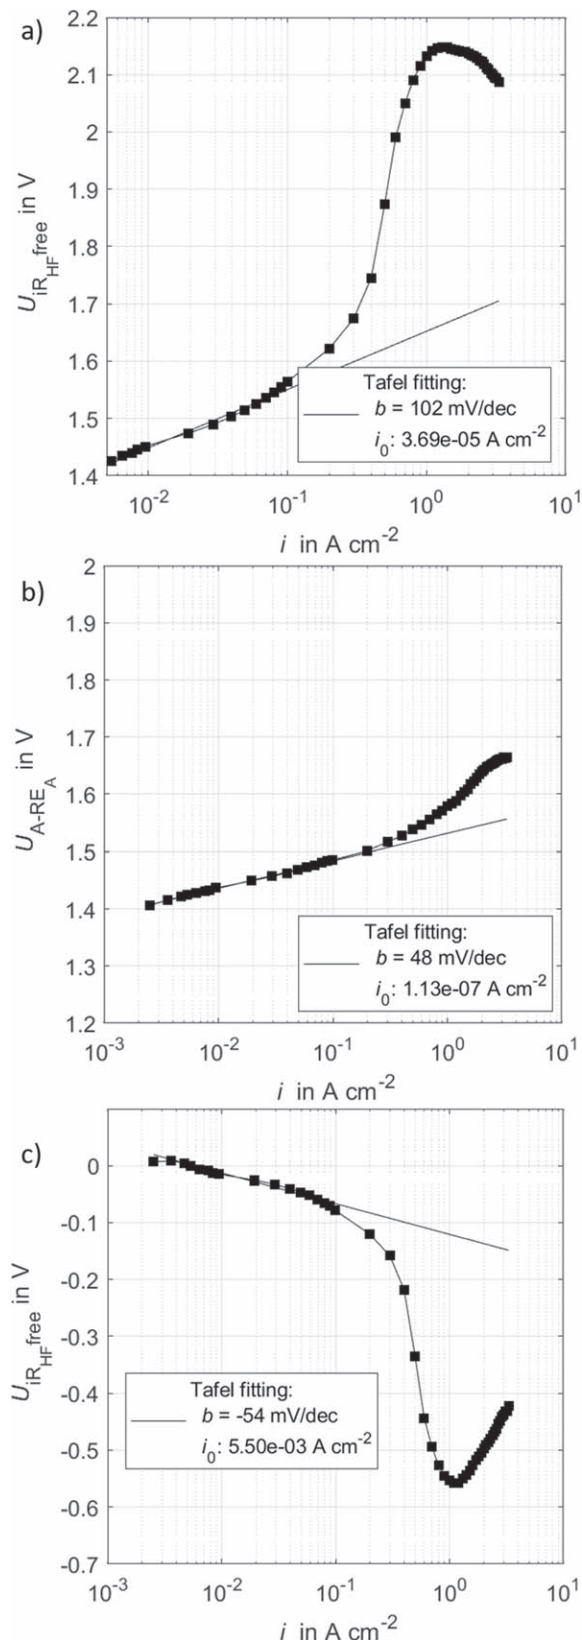 a)
2.2
2.1
2
1.9
1.8
1.7
1.6
1.5
1.4
U_iR_HF free in V
Tafel fitting:
b = 102 mV/dec
i_0: 3.69e-05 A cm^-2
10^-2 10^-1 10^0 10^1
i in A cm^-2
b)
2
1.9
1.8
1.7
1.6
1.5
1.4
1.3
1.2
U_A-RE_A in V
Tafel fitting:
b = 48 mV/dec
i_0: 1.13e-07 A cm^-2
10^-3 10^-2 10^-1 10^0 10^1
i in A cm^-2
c)
0
-0.1
-0.2
-0.3
-0.4
-0.5
-0.6
-0.7
U_iR_HF free in V
Tafel fitting:
b = -54 mV/dec
i_0: 5.50e-03 A cm^-2
10^-3 10^-2 10^-1 10^0 10^1
i in A cm^-2